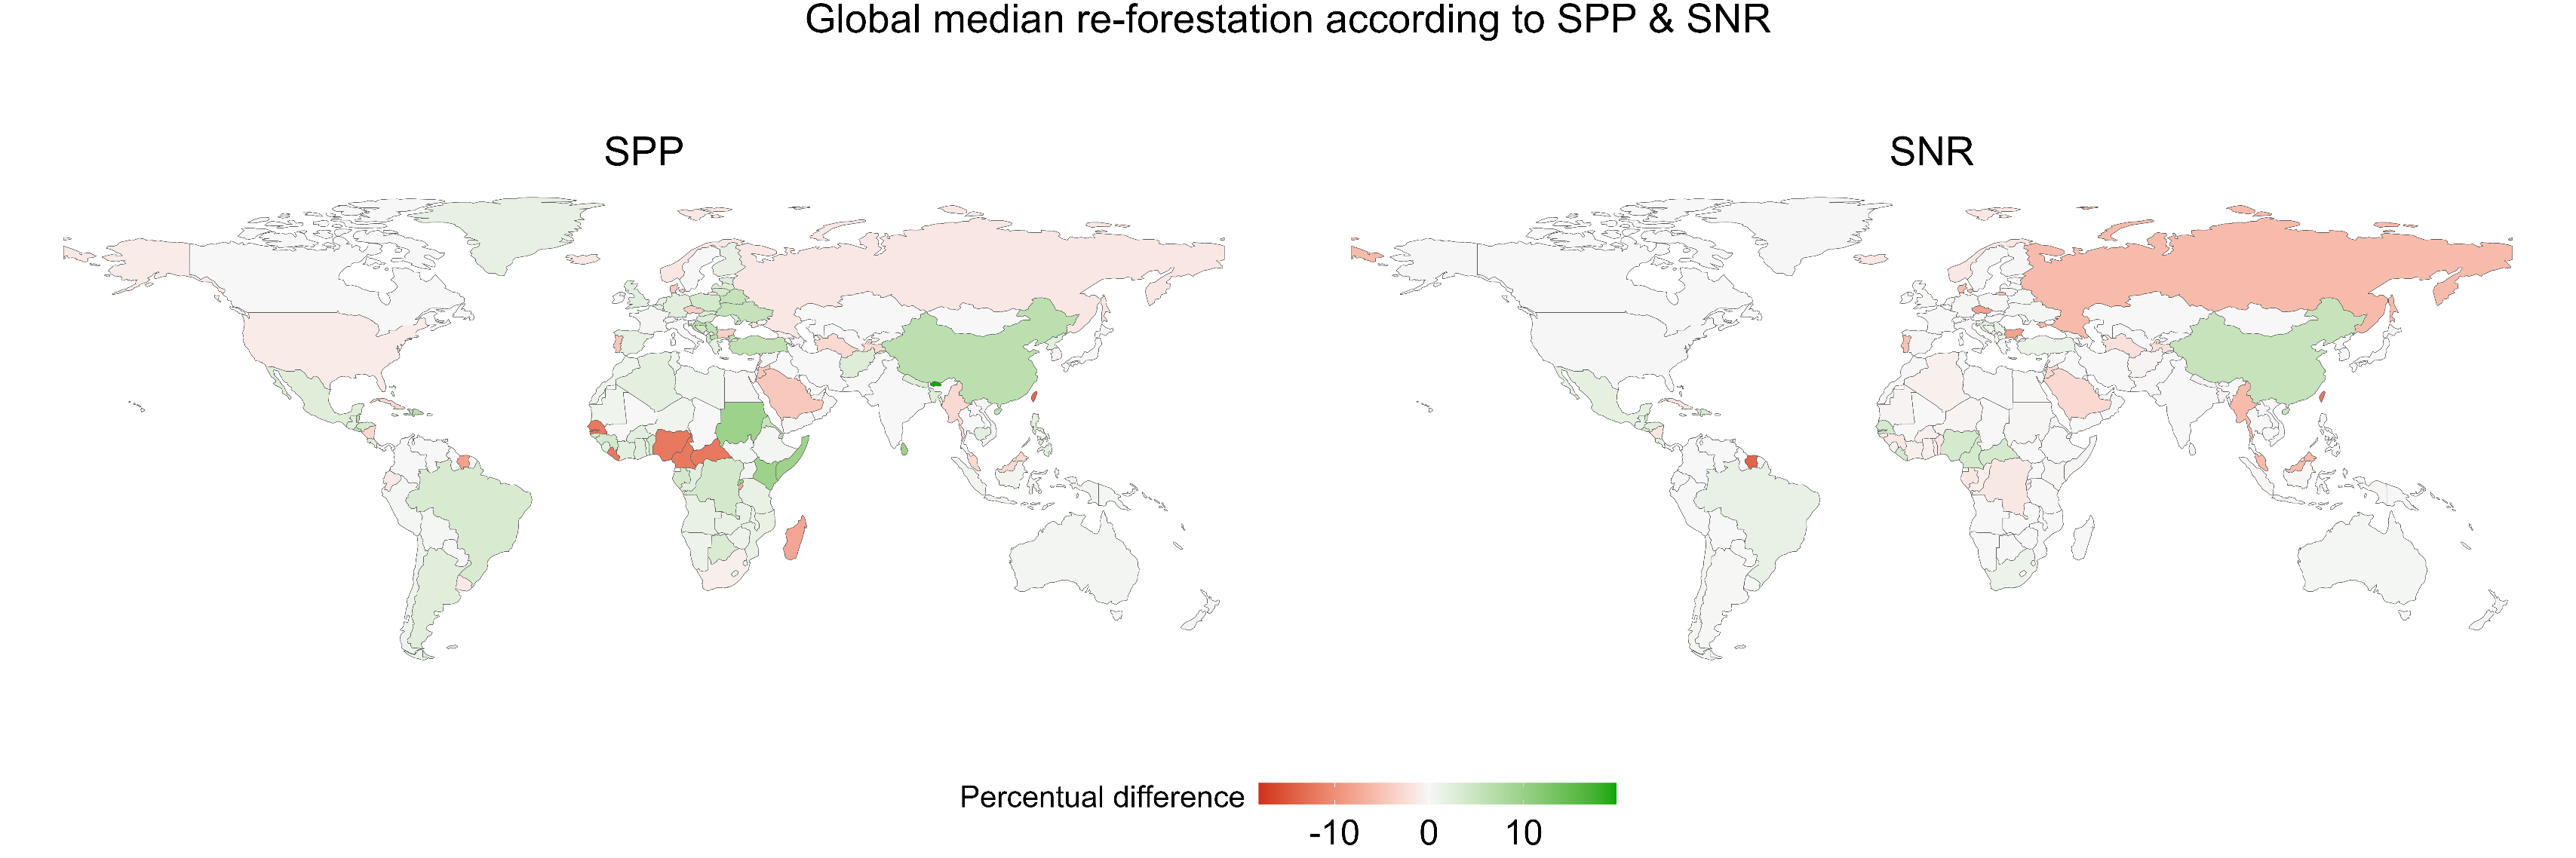 Global median re-forestation according to SPP & SNR
SPP
SNR
Percentual difference
-10 0 10